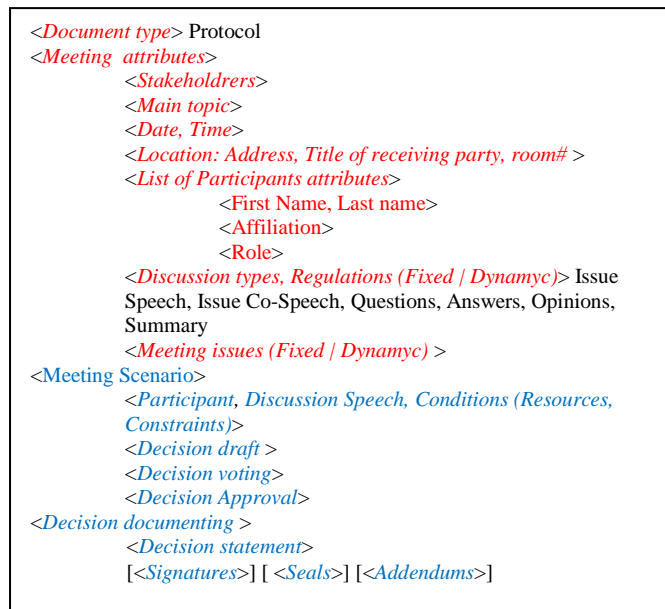 <Document type> Protocol
<Meeting attributes>
<Stakeholdrers>
<Main topic>
<Date, Time>
<Location: Address, Title of receiving party, room# >
<List of Participants attributes>
<First Name, Last name>
<Affiliation>
<Role>
<Discussion types, Regulations (Fixed | Dynamyc)> Issue
Speech, Issue Co-Speech, Questions, Answers, Opinions,
Summary
<Meeting issues (Fixed | Dynamyc) >
<Meeting Scenario>
<Participant, Discussion Speech, Conditions (Resources,
Constraints)>
<Decision draft >
<Decision voting>
<Decision Approval>
<Decision documenting >
<Decision statement>
[<Signatures>] [ <Seals>] [<Addendums>]